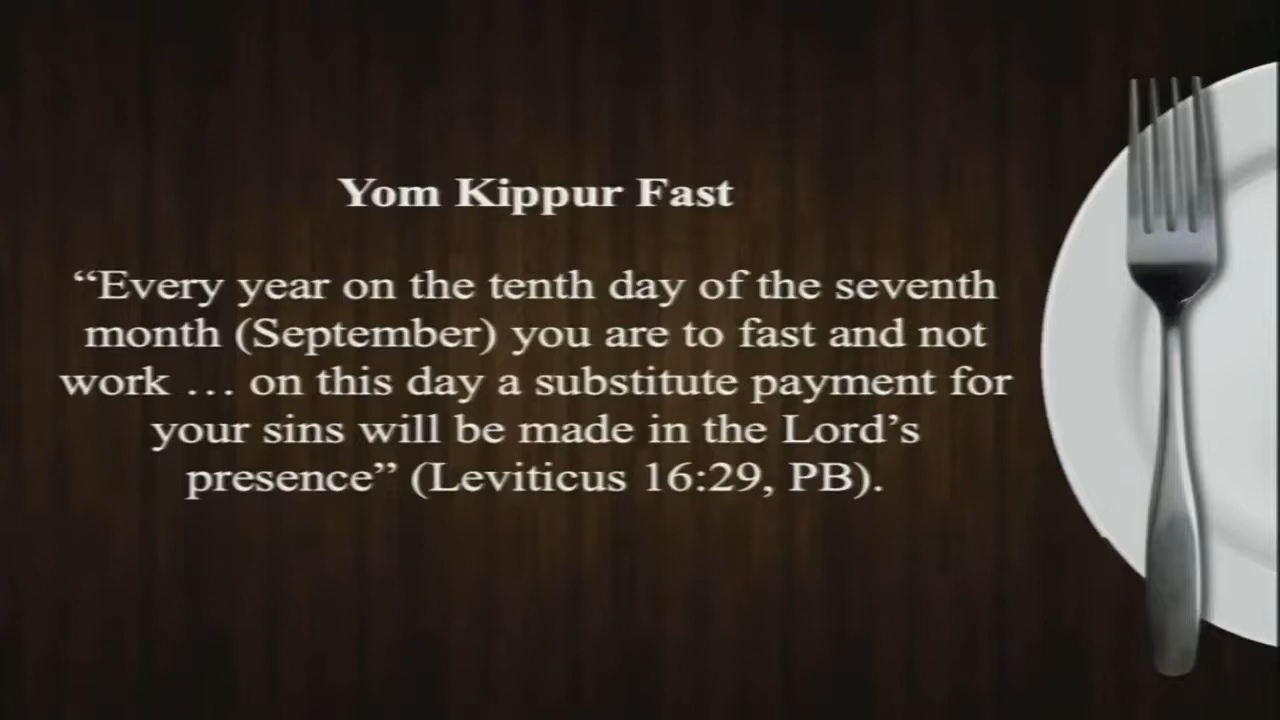 Yom Kippur Fast
“Every year on the tenth day of the seventh
month (September) you are to fast and not
work … on this day a substitute payment for
your sins will be made in the Lord’s
presence” (Leviticus 16:29, PB).